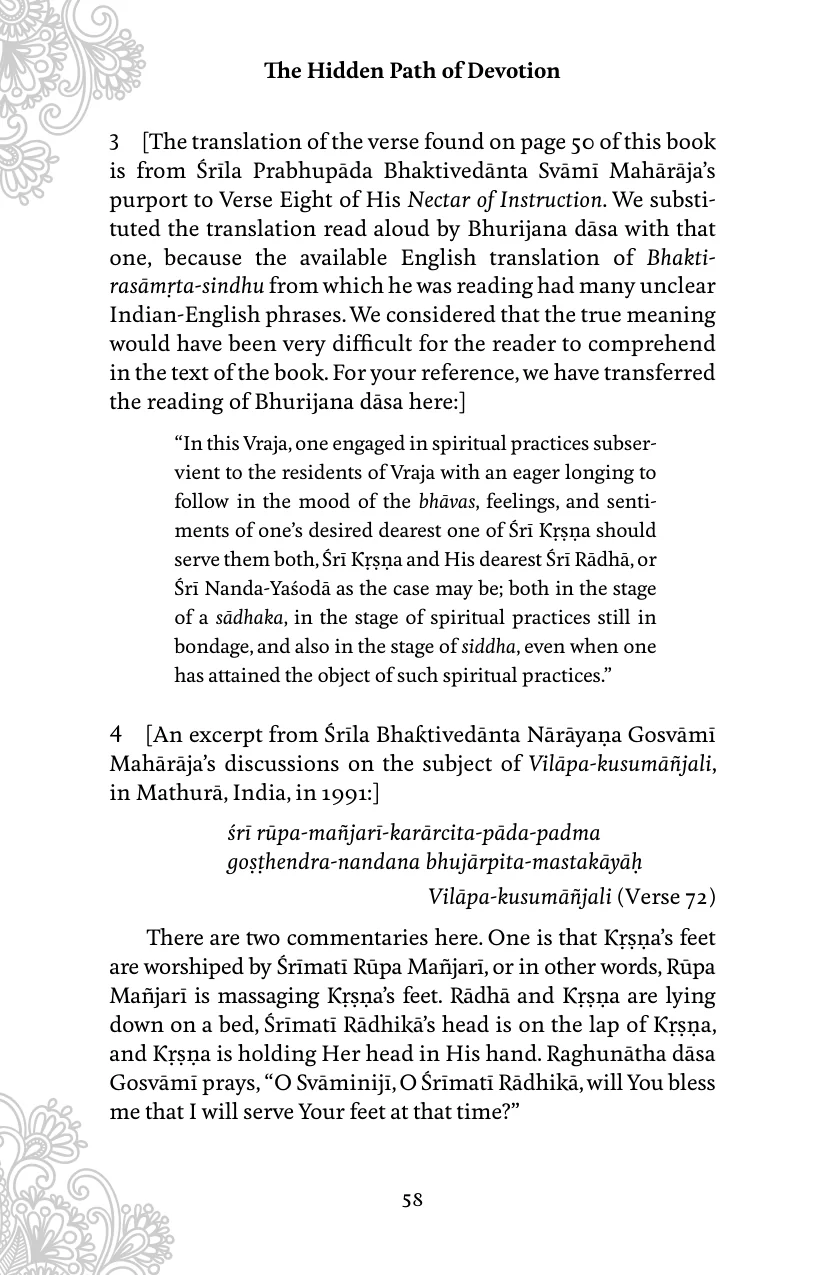 The Hidden Path of Devotion
3 [The translation of the verse found on page 50 of this book
is from Śrīla Prabhupāda Bhaktivedānta Svāmī Mahārāja’s
purport to Verse Eight of His Nectar of Instruction. We substi-
tuted the translation read aloud by Bhurijana dāsa with that
one, because the available English translation of Bhakti-
rasāmṛta-sindhu from which he was reading had many unclear
Indian-English phrases. We considered that the true meaning
would have been very difficult for the reader to comprehend
in the text of the book. For your reference, we have transferred
the reading of Bhurijana dāsa here:]
“In this Vraja, one engaged in spiritual practices subser-
vient to the residents of Vraja with an eager longing to
follow in the mood of the bhāvas, feelings, and senti-
ments of one’s desired dearest one of Śrī Kṛṣṇa should
serve them both, Śrī Kṛṣṇa and His dearest Śrī Rādhā, or
Śrī Nanda-Yaśodā as the case may be; both in the stage
of a sādhaka, in the stage of spiritual practices still in
bondage, and also in the stage of siddha, even when one
has attained the object of such spiritual practices.”
4 [An excerpt from Śrīla Bhaktivedānta Nārāyaṇa Gosvāmī
Mahārāja’s discussions on the subject of Vilāpa-kusumāñjali,
in Mathurā, India, in 1991:]
śrī rūpa-mañjarī-karārcita-pāda-padma
goṣṭhendra-nandana bhujārpita-mastakāyāḥ
Vilāpa-kusumāñjali (Verse 72)
There are two commentaries here. One is that Kṛṣṇa’s feet
are worshiped by Śrīmatī Rūpa Mañjarī, or in other words, Rūpa
Mañjarī is massaging Kṛṣṇa’s feet. Rādhā and Kṛṣṇa are lying
down on a bed, Śrīmatī Rādhikā’s head is on the lap of Kṛṣṇa,
and Kṛṣṇa is holding Her head in His hand. Raghunātha dāsa
Gosvāmī prays, “O Svāminijī, O Śrīmatī Rādhikā, will You bless
me that I will serve Your feet at that time?”
58